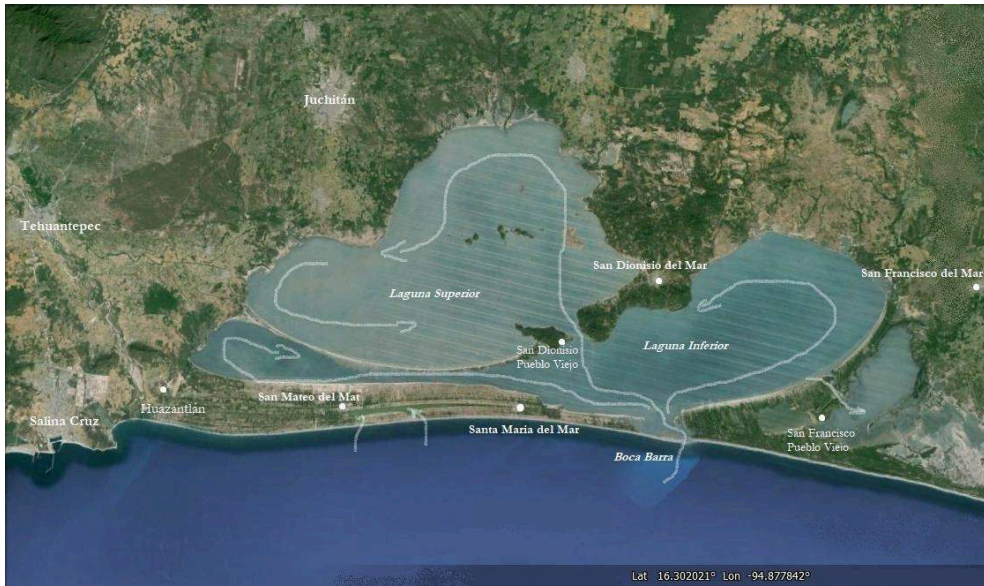 Juchitán
Tehuantepec
San Dionisio del Mar
San Francisco del Mar
Laguna Superior
Laguna Inferior
San Dionisio
Pueblo Viejo
Huazantlán
San Mateo del Mar
Salina Cruz
Santa Maria del Mar
San Francisco
Pueblo Viejo
Boca Barra
Lat 16.302021° Lon -94.877842°